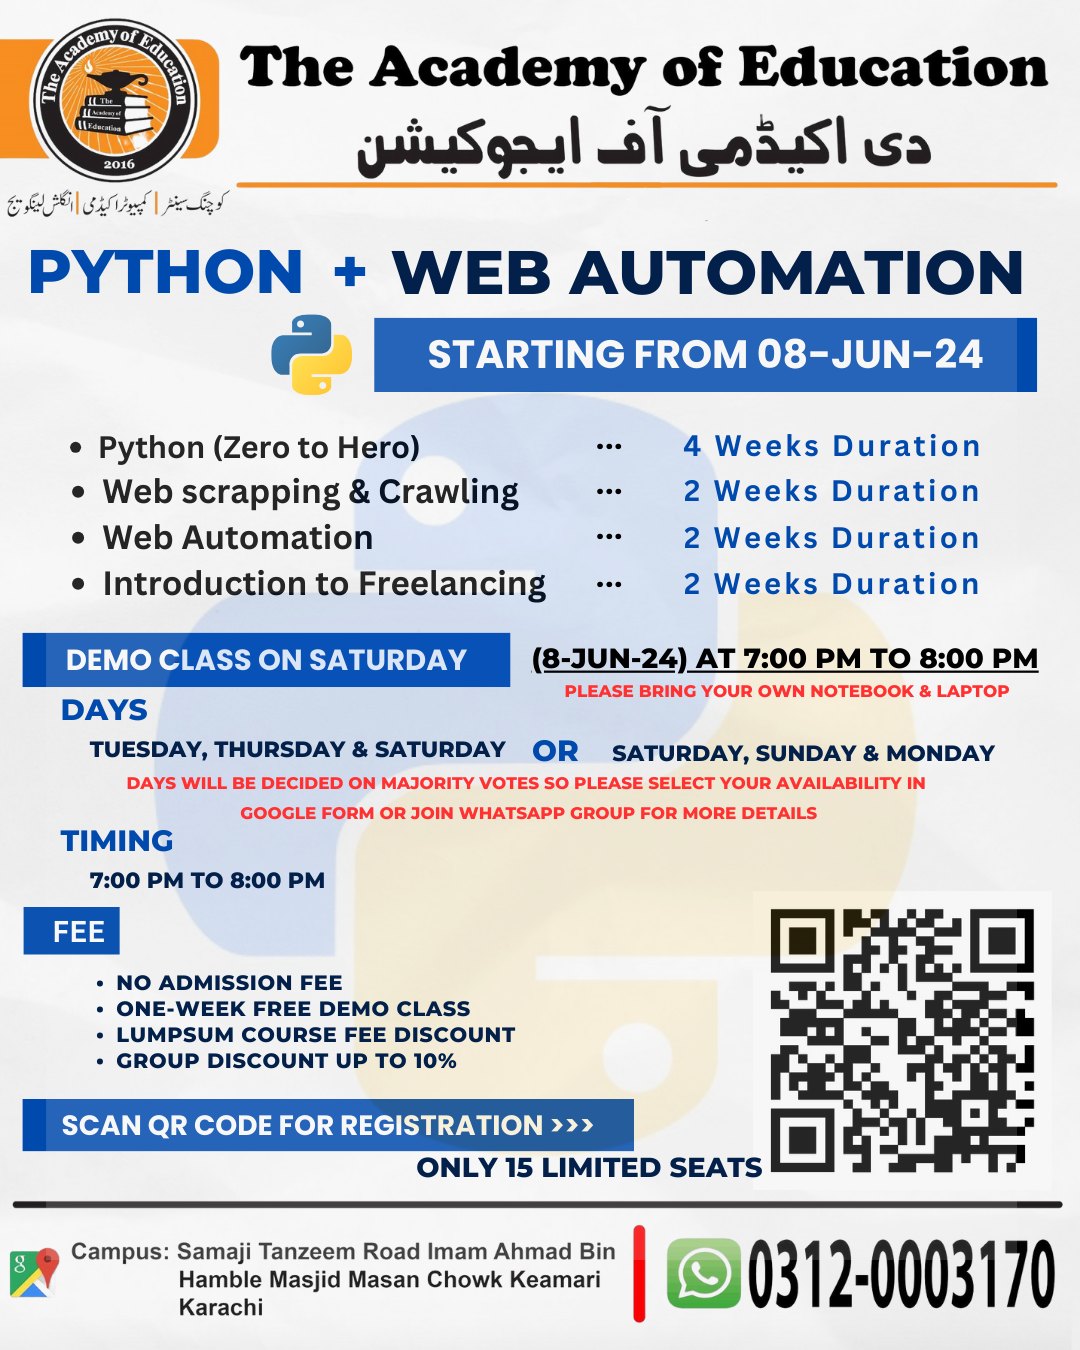 The Academy of Education
The
Academy of
Education
2016
The Academy of Education
دی اکیڈمی آف ایجوکیشن
کوچنگ سینٹر | کمپیوٹر اکیڈمی | انگلش لینگویج
PYTHON + WEB AUTOMATION
STARTING FROM 08-JUN-24
• Python (Zero to Hero) ... 4 Weeks Duration
• Web scrapping & Crawling ... 2 Weeks Duration
• Web Automation ... 2 Weeks Duration
• Introduction to Freelancing ... 2 Weeks Duration
DEMO CLASS ON SATURDAY (8-JUN-24) AT 7:00 PM TO 8:00 PM
PLEASE BRING YOUR OWN NOTEBOOK & LAPTOP
DAYS
TUESDAY, THURSDAY & SATURDAY OR SATURDAY, SUNDAY & MONDAY
DAYS WILL BE DECIDED ON MAJORITY VOTES SO PLEASE SELECT YOUR AVAILABILITY IN
GOOGLE FORM OR JOIN WHATSAPP GROUP FOR MORE DETAILS
TIMING
7:00 PM TO 8:00 PM
FEE
• NO ADMISSION FEE
• ONE-WEEK FREE DEMO CLASS
• LUMPSUM COURSE FEE DISCOUNT
• GROUP DISCOUNT UP TO 10%
SCAN QR CODE FOR REGISTRATION >>>
ONLY 15 LIMITED SEATS
Campus: Samaji Tanzeem Road Imam Ahmad Bin
Hamble Masjid Masan Chowk Keamari
Karachi
0312-0003170